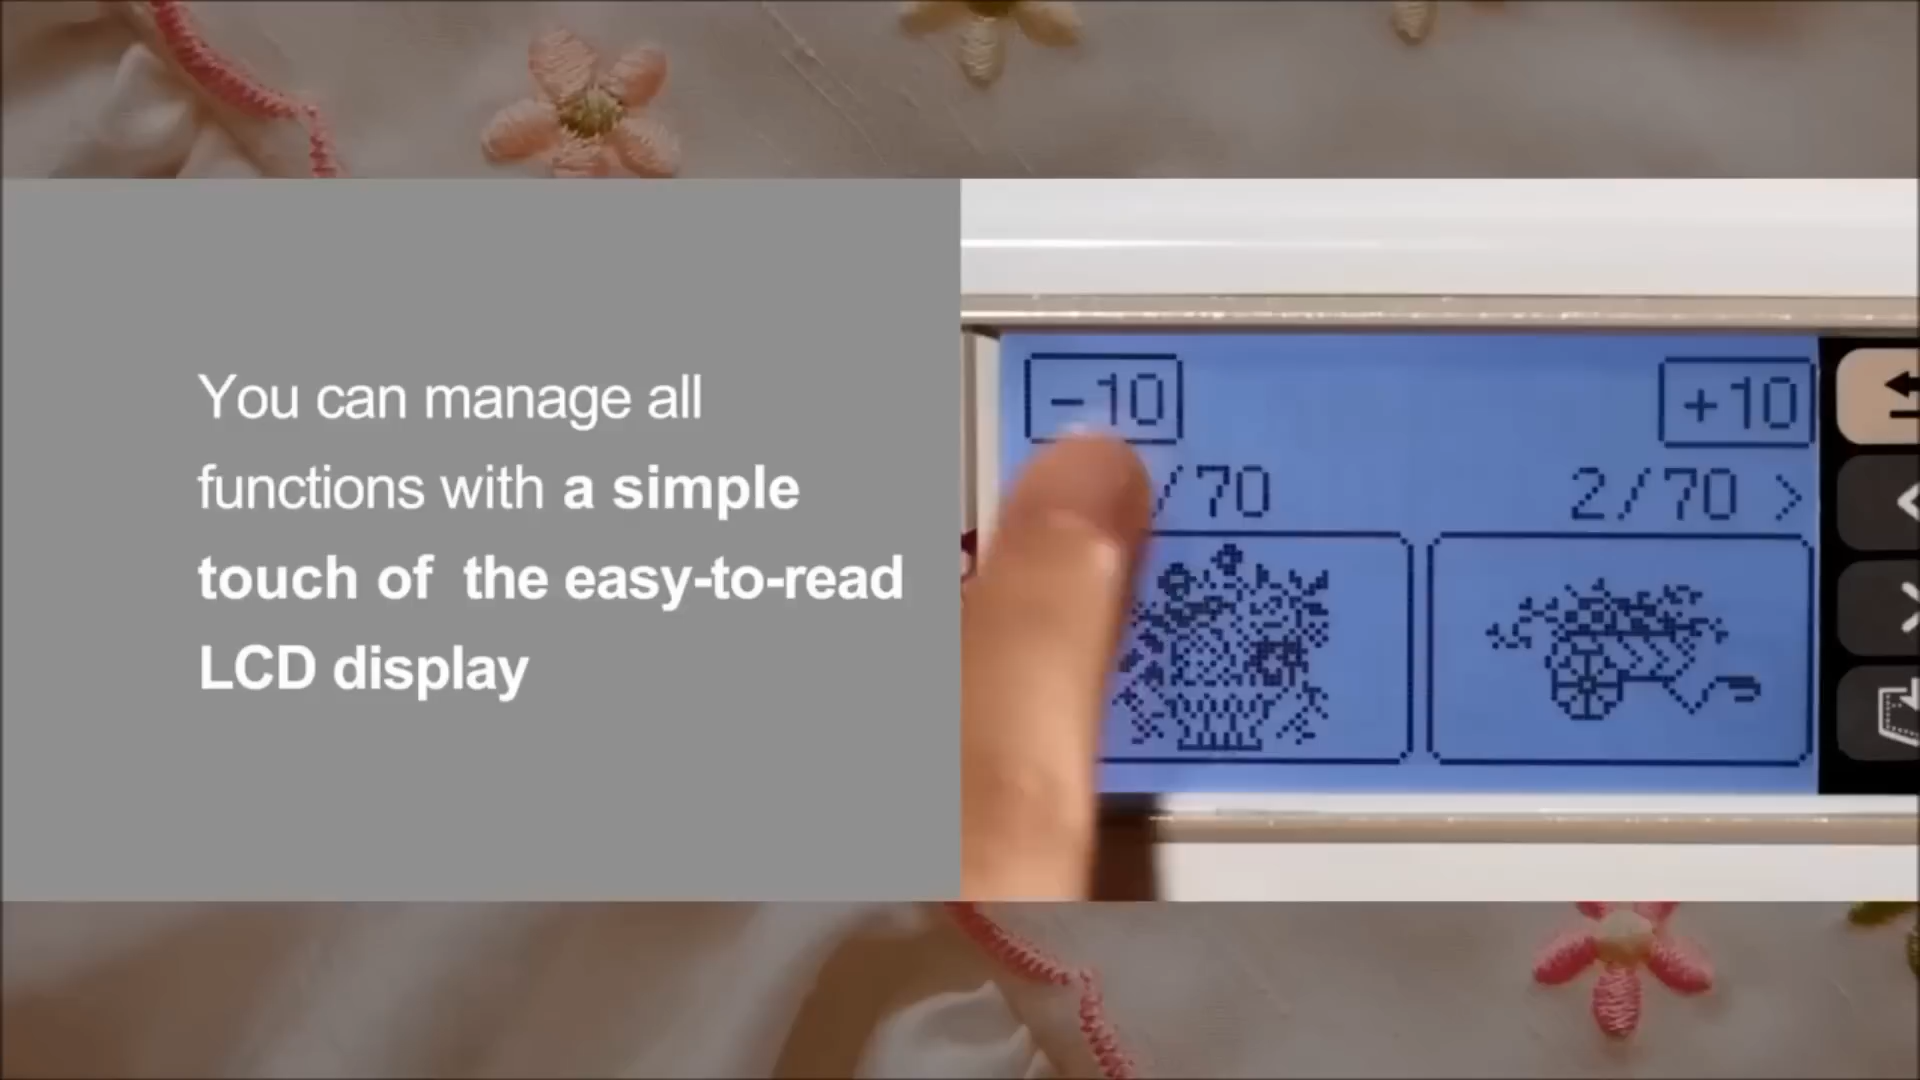 You can manage all
functions with a simple
touch of the easy-to-read
LCD display
-10
+10
/70
2/70 >